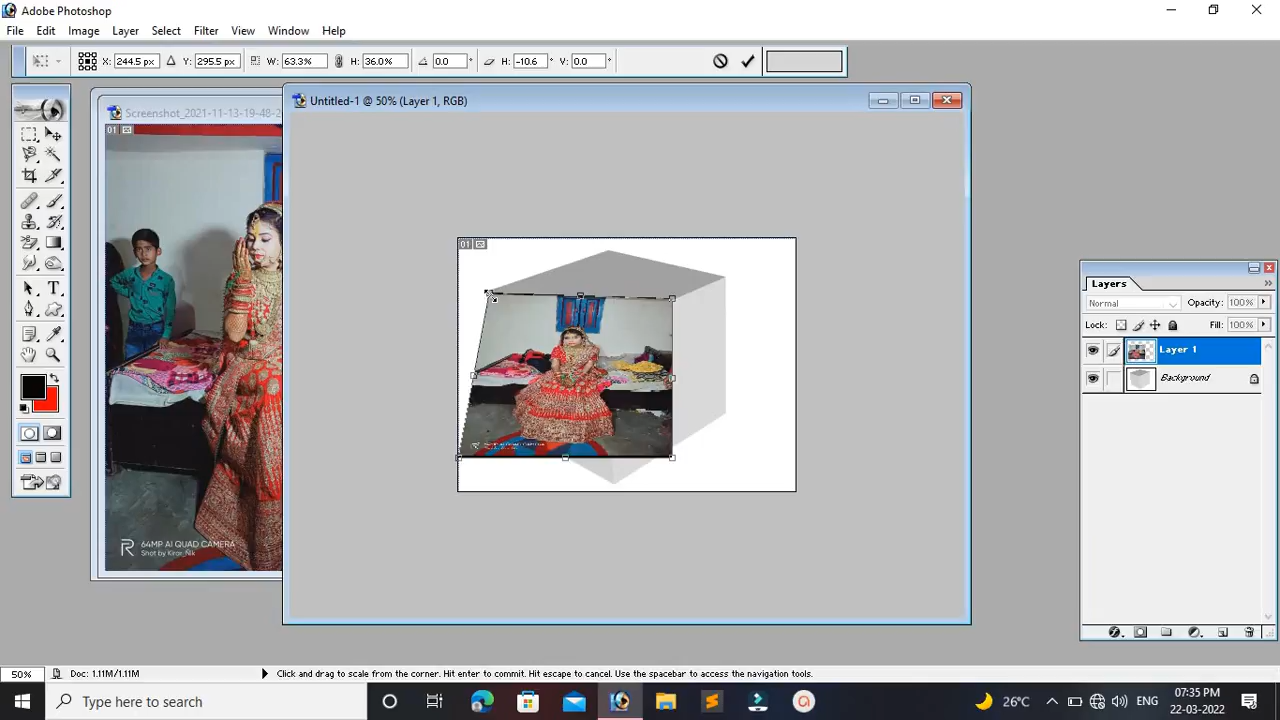 Adobe Photoshop
File Edit Image Layer Select Filter View Window Help
X: 244.5 px Y: 295.5 px W: 63.3% H: 36.0% 0.0 ° H: -10.6 ° V: 0.0 °
Screenshot_2021-11-13-19-48-2
Untitled-1 @ 50% (Layer 1, RGB)
01
01
Layers
Normal Opacity: 100%
Lock: Fill: 100%
Layer 1
Background
T
R 64MP AI QUAD CAMERA
Shot by Kirar_Nik
50% Doc: 1.11M/1.11M Click and drag to scale from the corner. Hit enter to commit. Hit escape to cancel. Use the spacebar to access the navigation tools.
Type here to search
26°C ENG 07:35 PM
22-03-2022